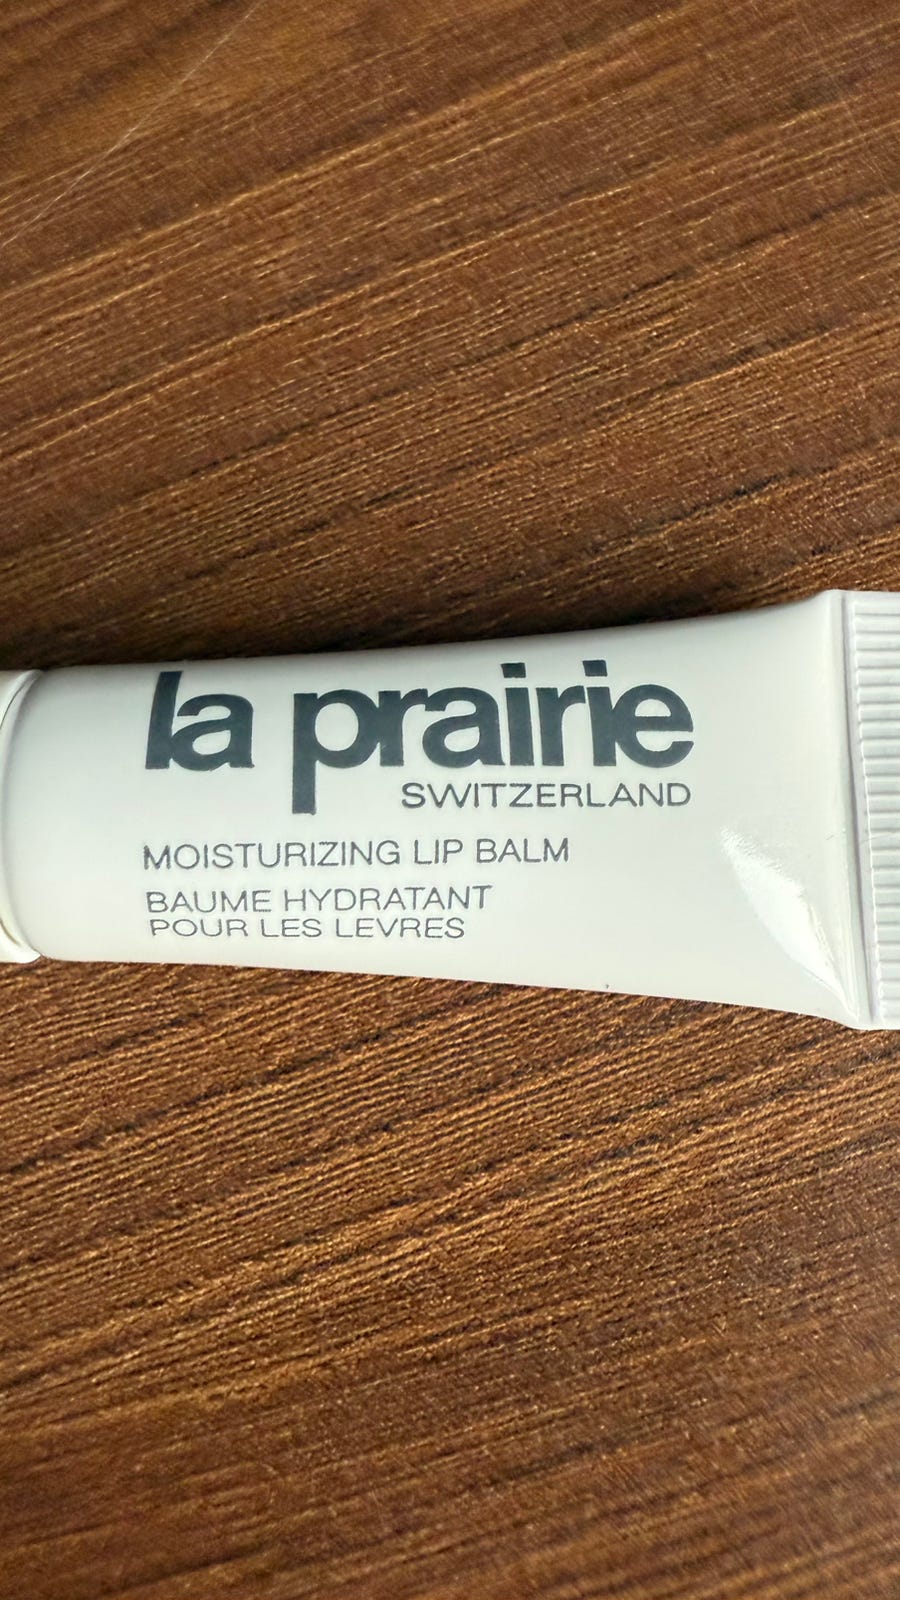 la prairie
SWITZERLAND
MOISTURIZING LIP BALM
BAUME HYDRATANT
POUR LES LEVRES